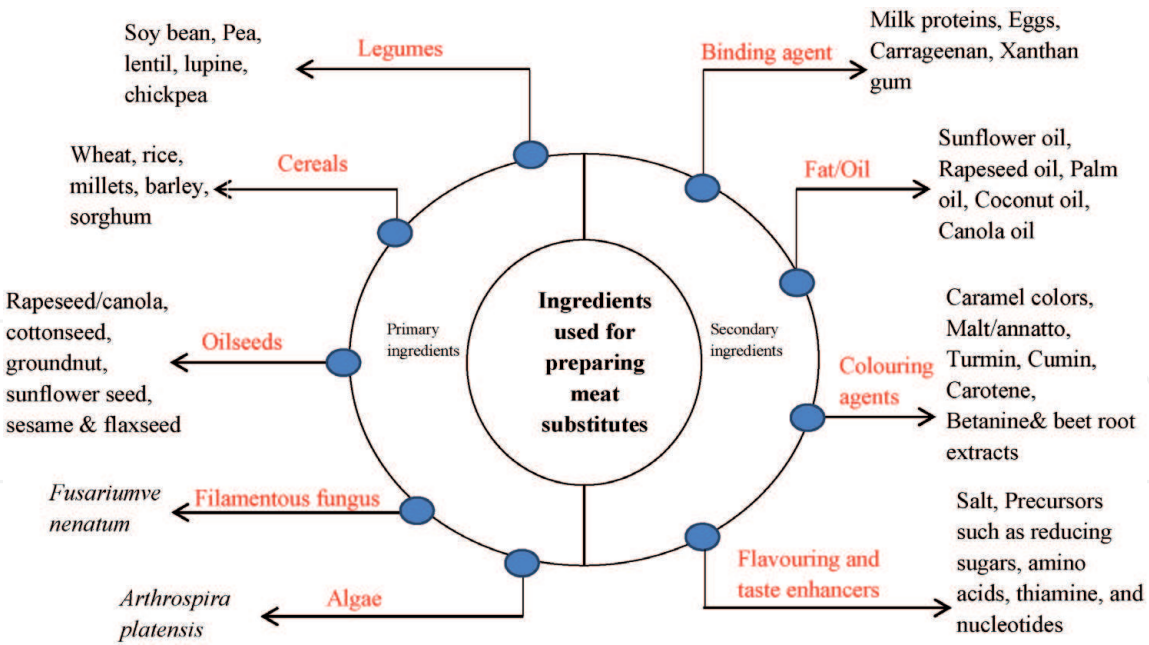 Soy bean, Pea,
lentil, lupine,
chickpea
Legumes
Wheat, rice,
millets, barley,
sorghum
Cereals
Rapeseed/canola,
cottonseed,
groundnut,
sunflower seed,
sesame & flaxseed
Oilseeds
Fusariumve
nenatum
Filamentous fungus
Arthrospira
platensis
Algae
Primary
ingredients
Ingredients
used for
preparing
meat
substitutes
Secondary
ingredients
Binding agent
Milk proteins, Eggs,
Carrageenan, Xanthan
gum
Fat/Oil
Sunflower oil,
Rapeseed oil, Palm
oil, Coconut oil,
Canola oil
Colouring
agents
Caramel colors,
Malt/annatto,
Turmin, Cumin,
Carotene,
Betanine& beet root
extracts
Flavouring and
taste enhancers
Salt, Precursors
such as reducing
sugars, amino
acids, thiamine, and
nucleotides